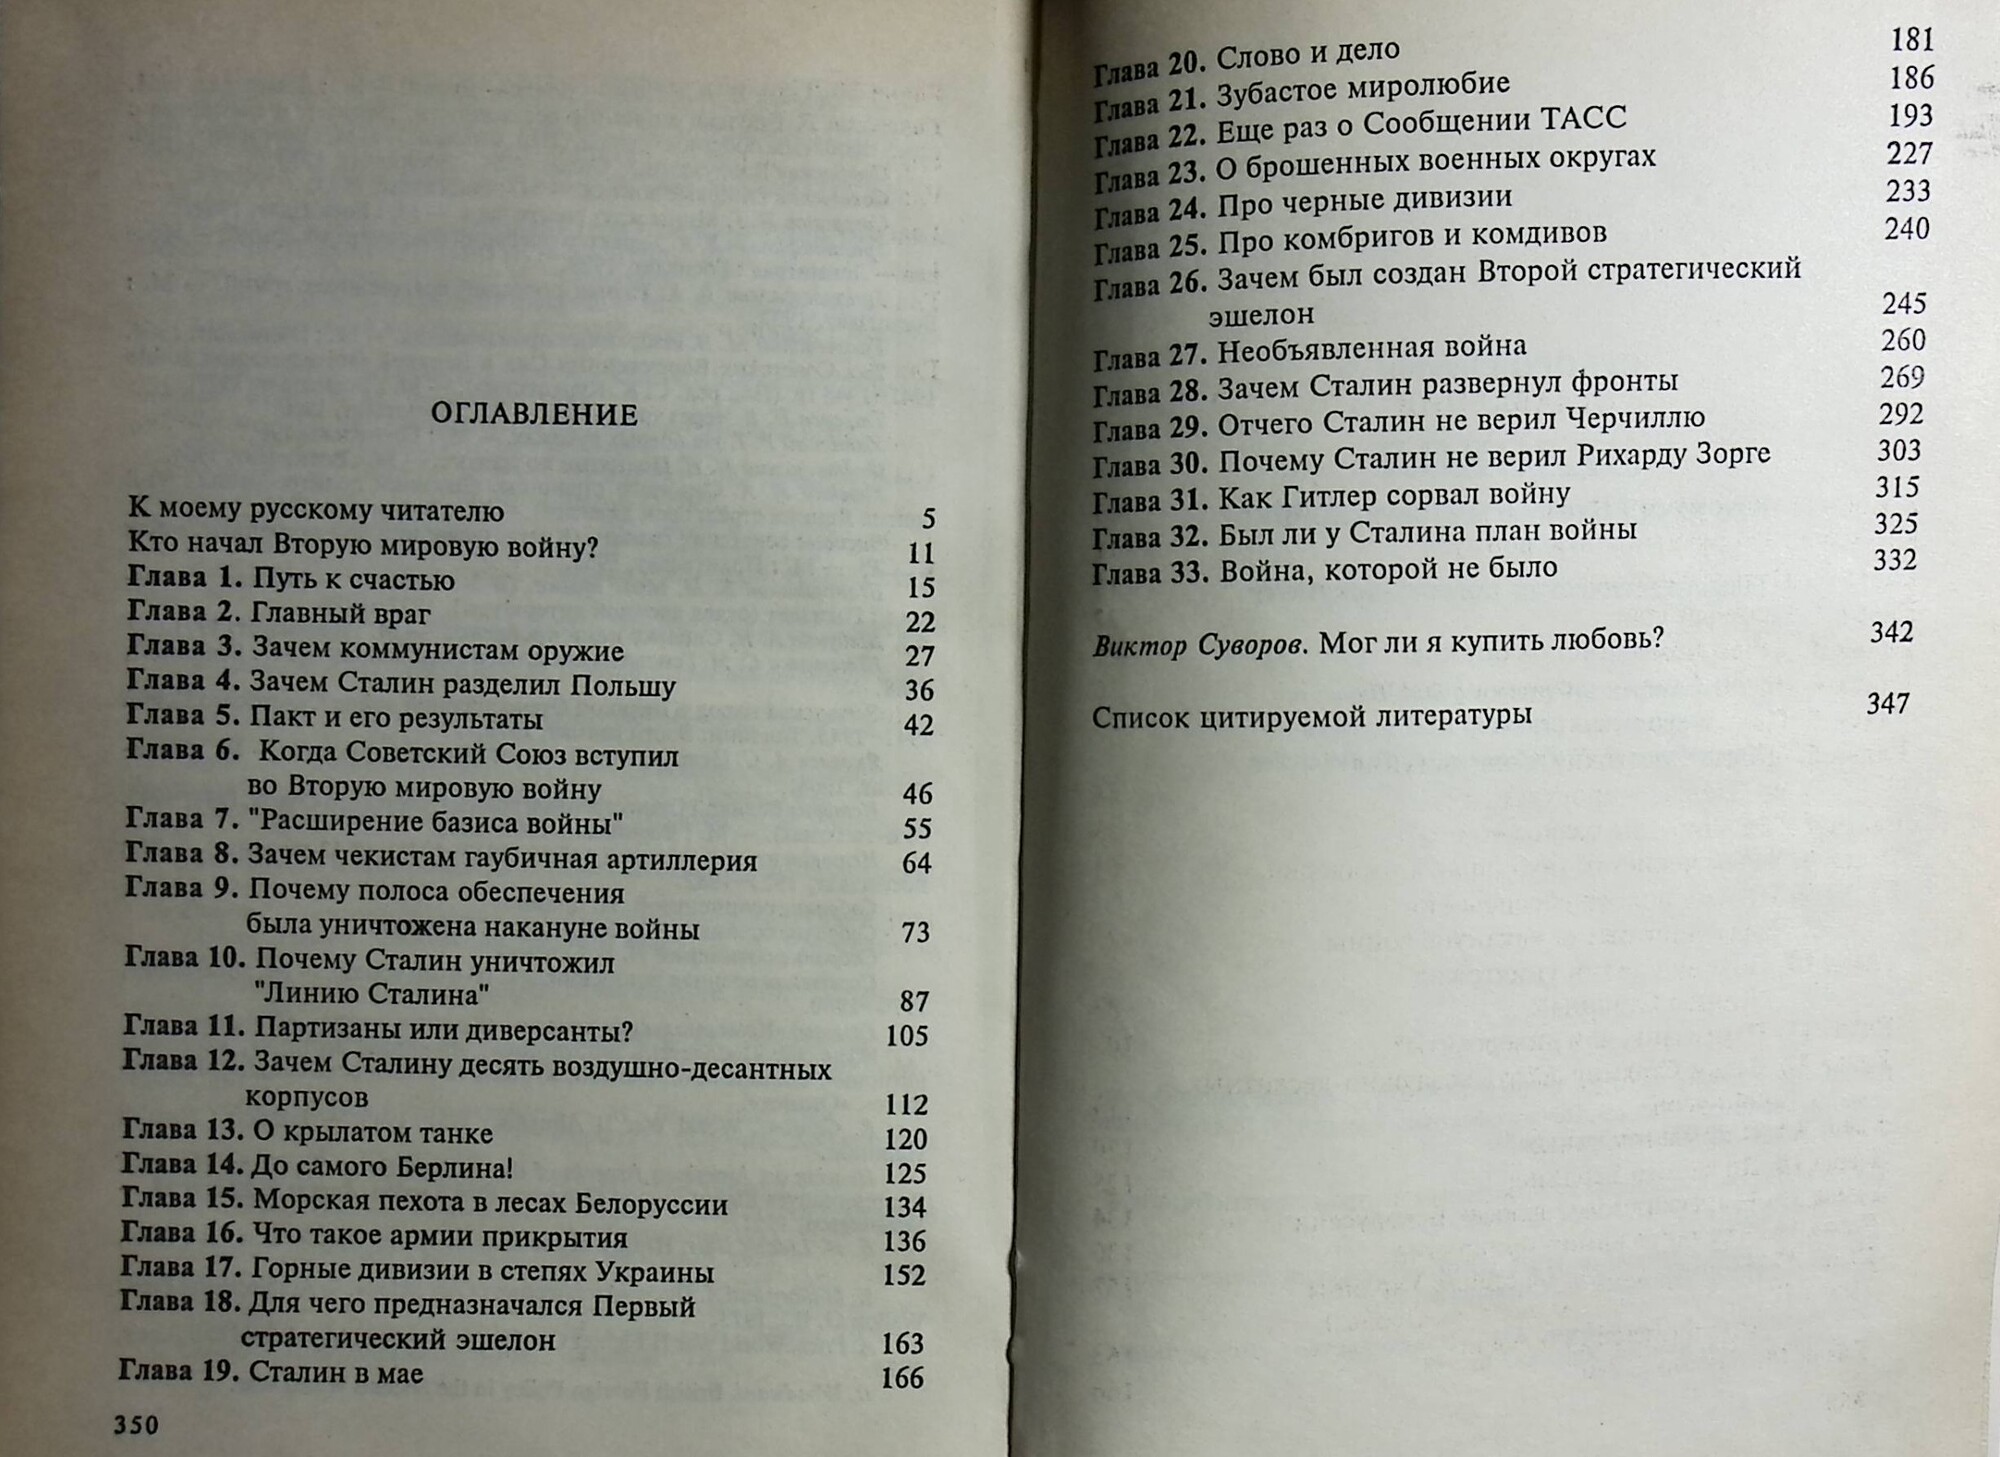 ОГЛАВЛЕНИЕ
К моему русскому читателю 5
Кто начал Вторую мировую войну? 11
Глава 1. Путь к счастью 15
Глава 2. Главный враг 22
Глава 3. Зачем коммунистам оружие 27
Глава 4. Зачем Сталин разделил Польшу 36
Глава 5. Пакт и его результаты 42
Глава 6. Когда Советский Союз вступил
во Вторую мировую войну 46
Глава 7. "Расширение базиса войны" 55
Глава 8. Зачем чекистам гаубичная артиллерия 64
Глава 9. Почему полоса обеспечения
была уничтожена накануне войны 73
Глава 10. Почему Сталин уничтожил
"Линию Сталина" 87
Глава 11. Партизаны или диверсанты? 105
Глава 12. Зачем Сталину десять воздушно-десантных
корпусов 112
Глава 13. О крылатом танке 120
Глава 14. До самого Берлина! 125
Глава 15. Морская пехота в лесах Белоруссии 134
Глава 16. Что такое армии прикрытия 136
Глава 17. Горные дивизии в степях Украины 152
Глава 18. Для чего предназначался Первый
стратегический эшелон 163
Глава 19. Сталин в мае 166
350
Глава 20. Слово и дело 181
Глава 21. Зубастое миролюбие 186
Глава 22. Еще раз о Сообщении ТАСС 193
Глава 23. О брошенных военных округах 227
Глава 24. Про черные дивизии 233
Глава 25. Про комбригов и комдивов 240
Глава 26. Зачем был создан Второй стратегический
эшелон 245
Глава 27. Необъявленная война 260
Глава 28. Зачем Сталин развернул фронты 269
Глава 29. Отчего Сталин не верил Черчиллю 292
Глава 30. Почему Сталин не верил Рихарду Зорге 303
Глава 31. Как Гитлер сорвал войну 315
Глава 32. Был ли у Сталина план войны 325
Глава 33. Война, которой не было 332
Виктор Суворов. Мог ли я купить любовь? 342
Список цитируемой литературы 347